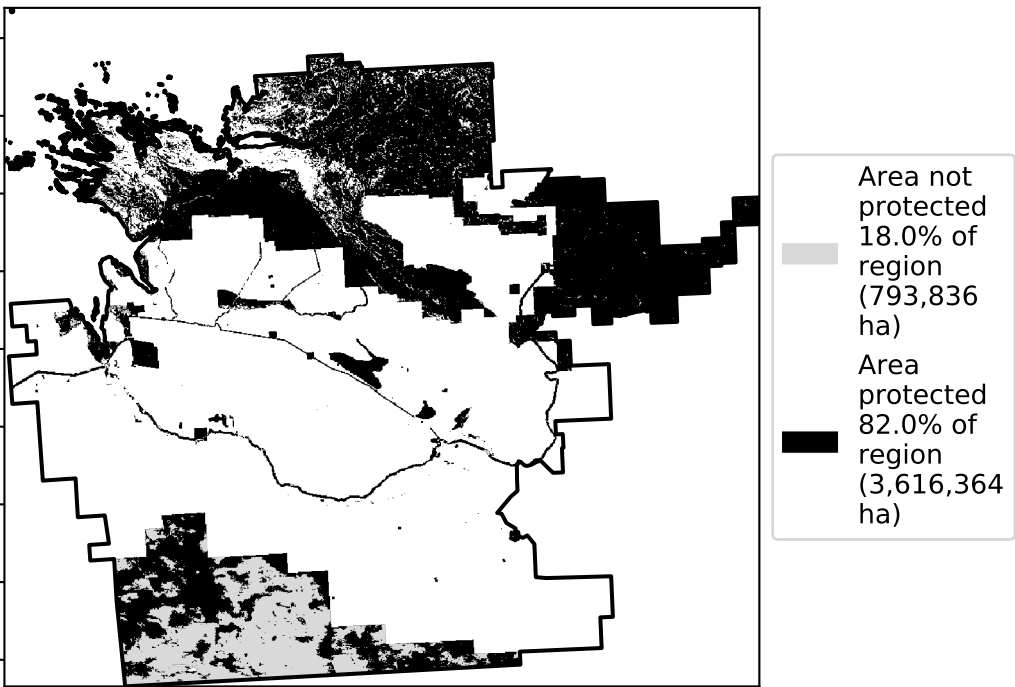 Area not
protected
18.0% of
region
(793,836
ha)
Area
protected
82.0% of
region
(3,616,364
ha)